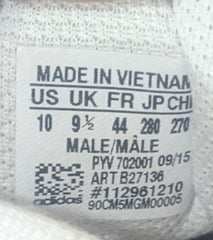 MADE IN VIETNAM
US UK FR JP CHN
10 9½ 44 280 270
MALE/MÂLE
PYV 702001 09/15
ART B27136
#112961210
adidas 90CM5MGM00005